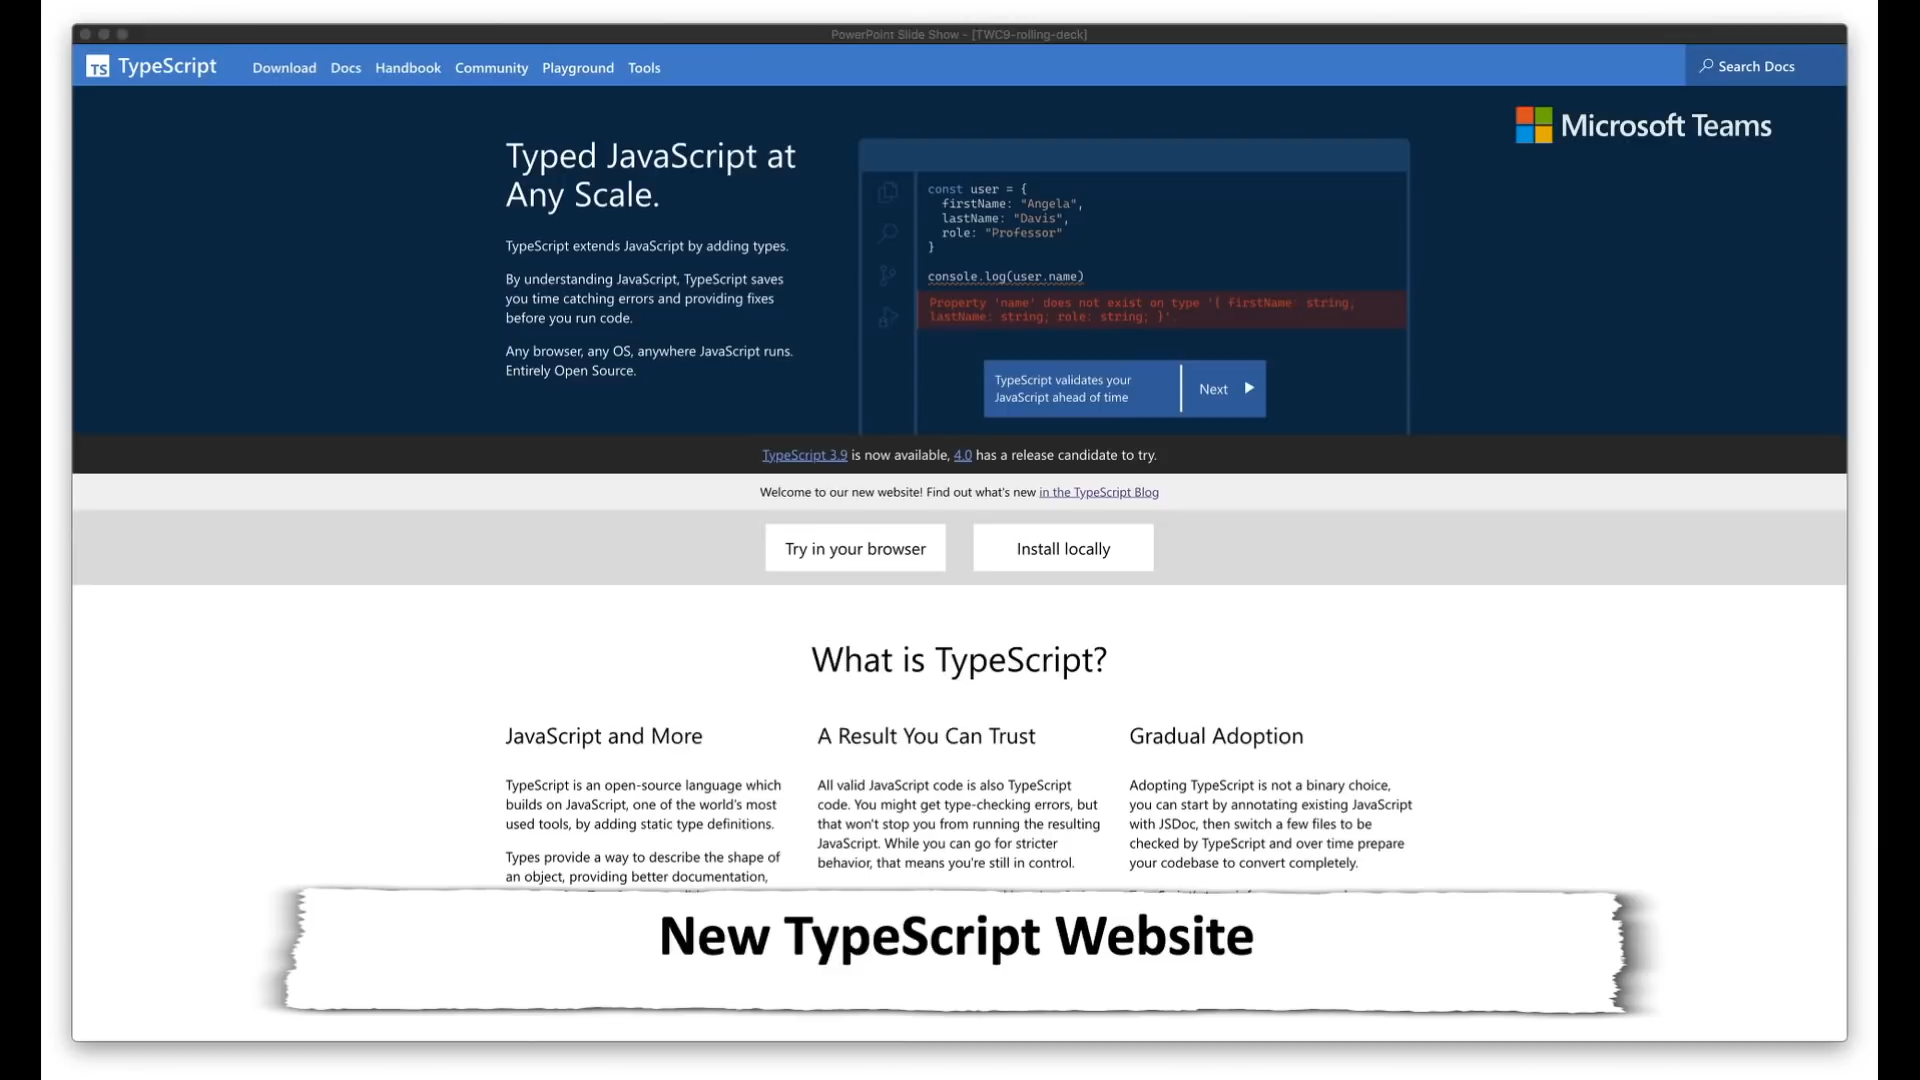 PowerPoint Slide Show - [TWC9-rolling-deck]
TS TypeScript Download Docs Handbook Community Playground Tools Search Docs
Microsoft Teams
Typed JavaScript at
Any Scale.
TypeScript extends JavaScript by adding types.
By understanding JavaScript, TypeScript saves
you time catching errors and providing fixes
before you run code.
Any browser, any OS, anywhere JavaScript runs.
Entirely Open Source.
const user = {
firstName: "Angela",
lastName: "Davis",
role: "Professor"
}
console.log(user.name)
Property 'name' does not exist on type '{ firstName: string;
lastName: string; role: string; }'
TypeScript validates your
JavaScript ahead of time
Next
TypeScript 3.9 is now available, 4.0 has a release candidate to try.
Welcome to our new website! Find out what's new in the TypeScript Blog
Try in your browser Install locally
What is TypeScript?
JavaScript and More
TypeScript is an open-source language which
builds on JavaScript, one of the world's most
used tools, by adding static type definitions.
Types provide a way to describe the shape of
an object, providing better documentation,
A Result You Can Trust
All valid JavaScript code is also TypeScript
code. You might get type-checking errors, but
that won't stop you from running the resulting
JavaScript. While you can go for stricter
behavior, that means you're still in control.
Gradual Adoption
Adopting TypeScript is not a binary choice,
you can start by annotating existing JavaScript
with JSDoc, then switch a few files to be
checked by TypeScript and over time prepare
your codebase to convert completely.
New TypeScript Website